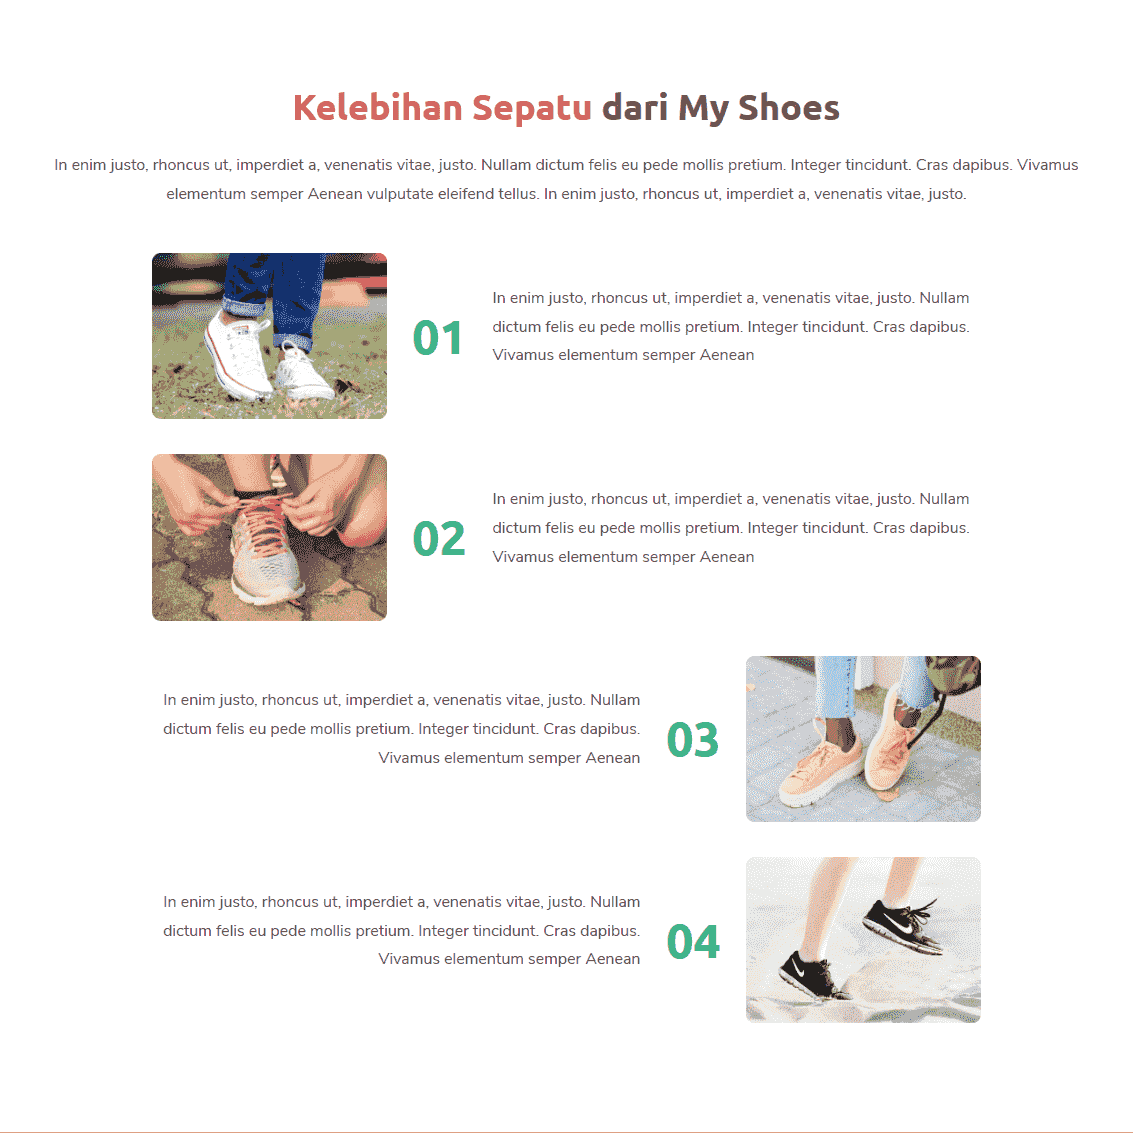 Kelebihan Sepatu dari My Shoes
In enim justo, rhoncus ut, imperdiet a, venenatis vitae, justo. Nullam dictum felis eu pede mollis pretium. Integer tincidunt. Cras dapibus. Vivamus
elementum semper Aenean vulputate eleifend tellus. In enim justo, rhoncus ut, imperdiet a, venenatis vitae, justo.
01
In enim justo, rhoncus ut, imperdiet a, venenatis vitae, justo. Nullam
dictum felis eu pede mollis pretium. Integer tincidunt. Cras dapibus.
Vivamus elementum semper Aenean
02
In enim justo, rhoncus ut, imperdiet a, venenatis vitae, justo. Nullam
dictum felis eu pede mollis pretium. Integer tincidunt. Cras dapibus.
Vivamus elementum semper Aenean
In enim justo, rhoncus ut, imperdiet a, venenatis vitae, justo. Nullam
dictum felis eu pede mollis pretium. Integer tincidunt. Cras dapibus.
Vivamus elementum semper Aenean
03
In enim justo, rhoncus ut, imperdiet a, venenatis vitae, justo. Nullam
dictum felis eu pede mollis pretium. Integer tincidunt. Cras dapibus.
Vivamus elementum semper Aenean
04